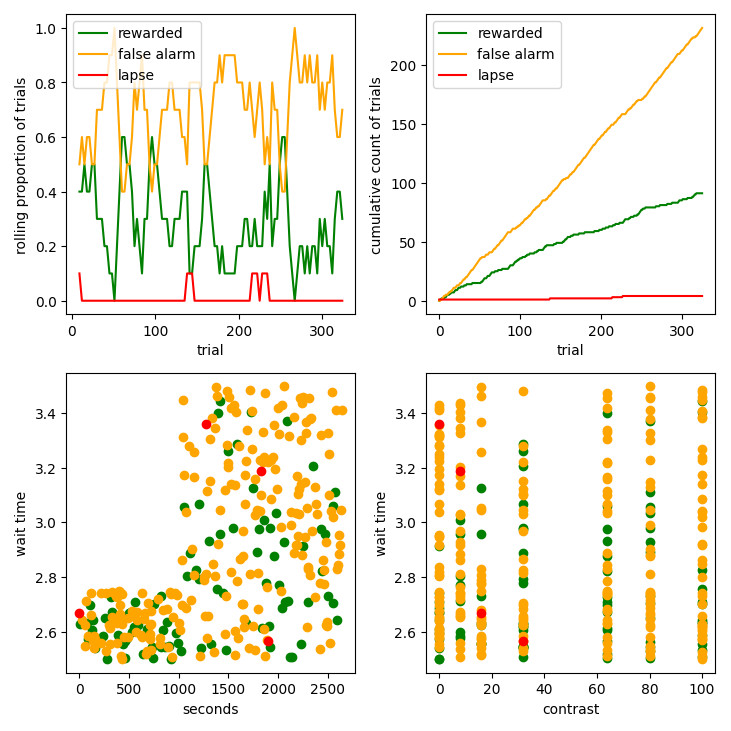 rewarded
false alarm
lapse
rolling proportion of trials
1.0
0.8
0.6
0.4
0.2
0.0
0 100 200 300
trial
rewarded
false alarm
lapse
cumulative count of trials
200
150
100
50
0
0 100 200 300
trial
wait time
3.4
3.2
3.0
2.8
2.6
0 500 1000 1500 2000 2500
seconds
wait time
3.4
3.2
3.0
2.8
2.6
0 20 40 60 80 100
contrast